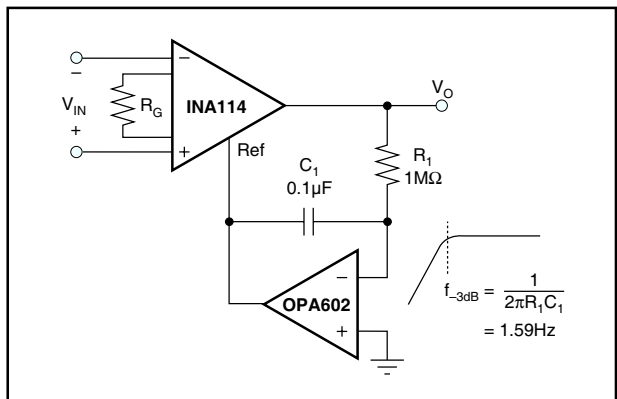 −
V_IN
+
R_G
−
INA114
+
Ref
V_O
C_1
0.1µF
R_1
1MΩ
−
OPA602
+
f_−3dB = 1 / 2πR_1C_1
= 1.59Hz